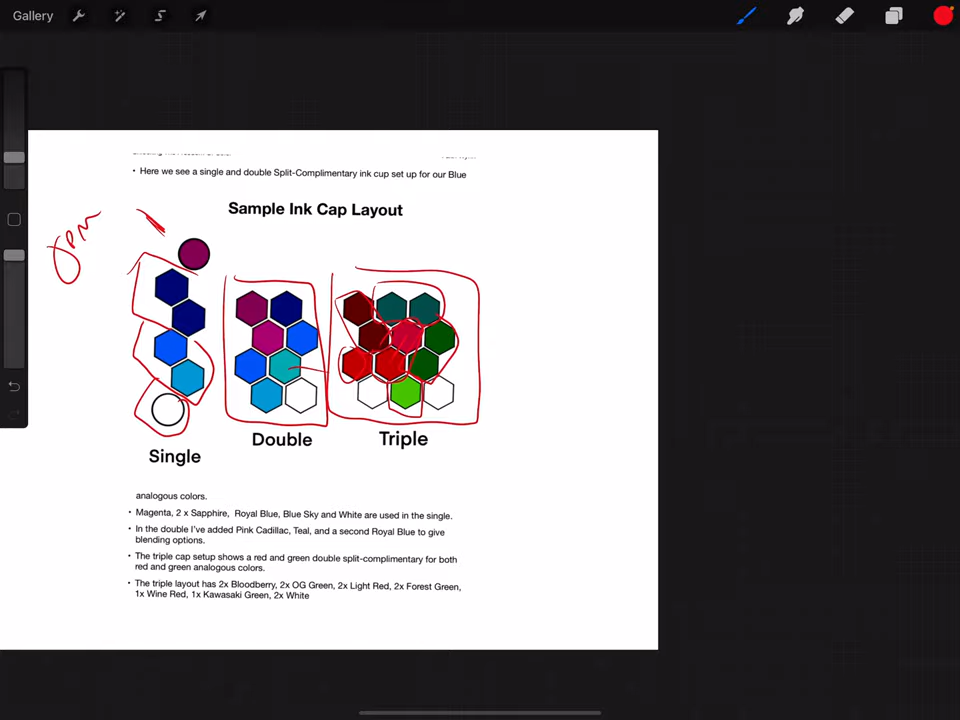 Gallery
• Here we see a single and double Split-Complimentary ink cup set up for our Blue
Sample Ink Cap Layout
8pm
Single
Double
Triple
analogous colors.
• Magenta, 2 x Sapphire, Royal Blue, Blue Sky and White are used in the single.
• In the double I've added Pink Cadillac, Teal, and a second Royal Blue to give
blending options.
• The triple cap setup shows a red and green double split-complimentary for both
red and green analogous colors.
• The triple layout has 2x Bloodberry, 2x OG Green, 2x Light Red, 2x Forest Green,
1x Wine Red, 1x Kawasaki Green, 2x White